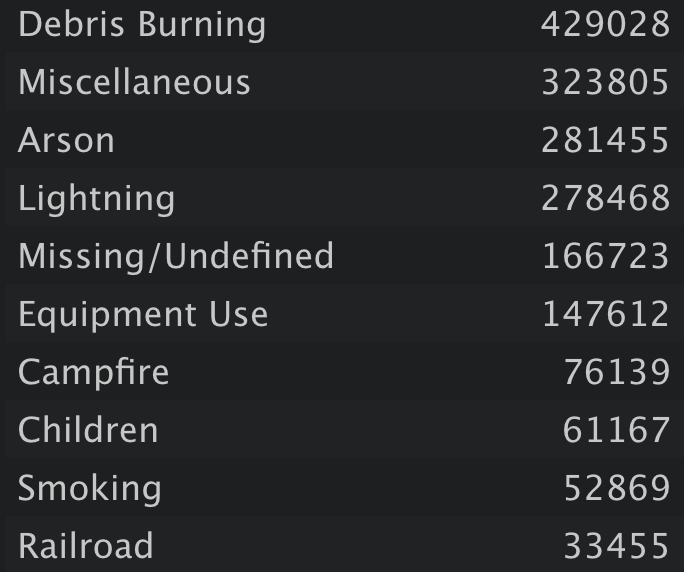 Debris Burning 429028
Miscellaneous 323805
Arson 281455
Lightning 278468
Missing/Undefined 166723
Equipment Use 147612
Campfire 76139
Children 61167
Smoking 52869
Railroad 33455